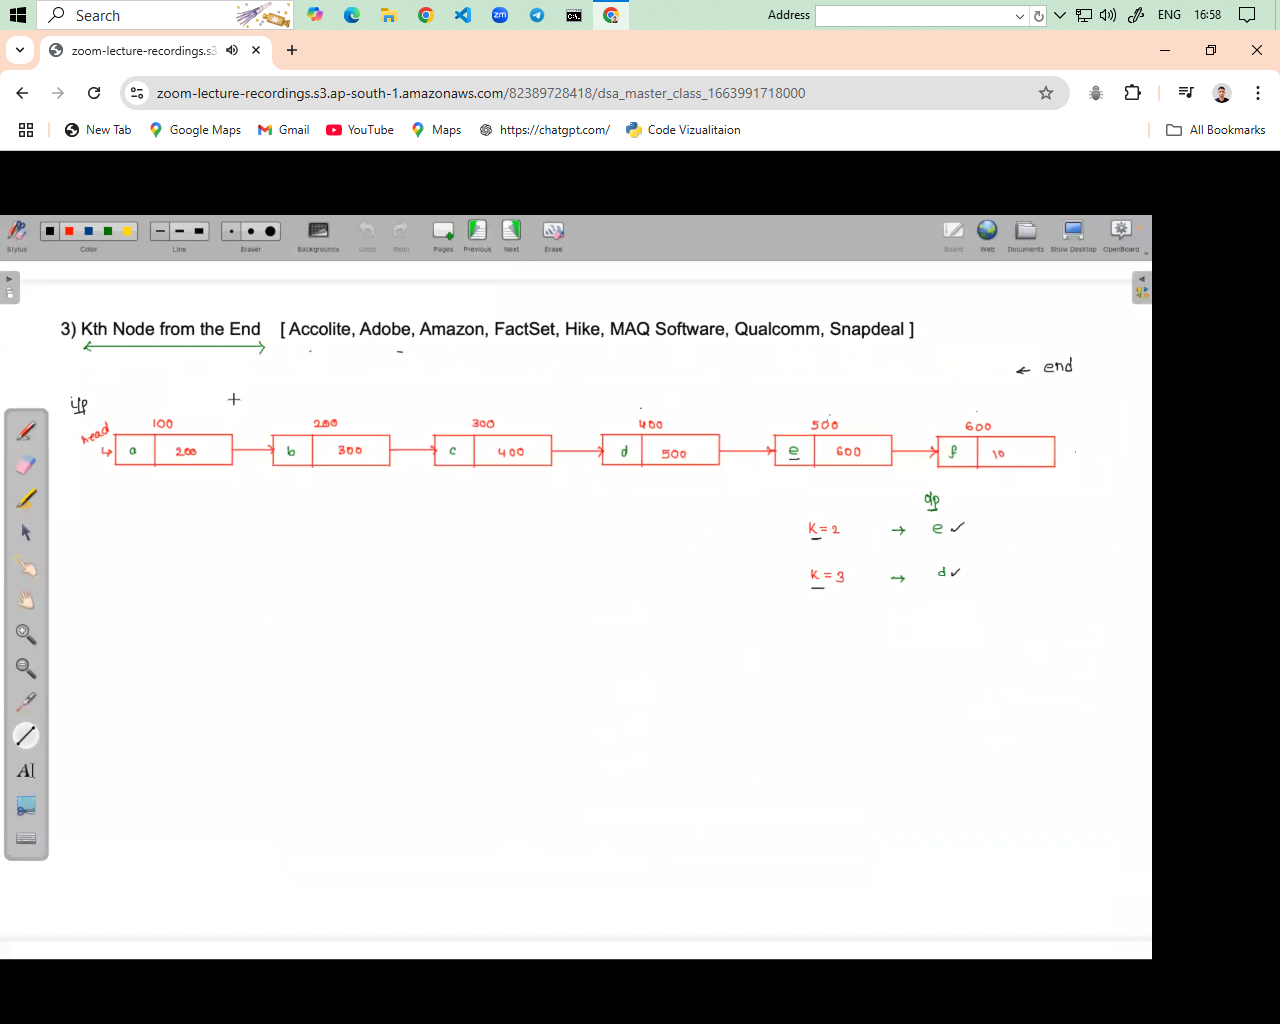 Search
Address
ENG
16:58
zoom-lecture-recordings.s3
zoom-lecture-recordings.s3.ap-south-1.amazonaws.com/82389728418/dsa_master_class_1663991718000
New Tab
Google Maps
Gmail
YouTube
Maps
https://chatgpt.com/
Code Vizualitaion
All Bookmarks
Stylus
Color
Line
Eraser
Backgrounds
Undo
Redo
Pages
Previous
Next
Erase
Board
Web
Documents
Show Desktop
OpenBoard
3) Kth Node from the End [ Accolite, Adobe, Amazon, FactSet, Hike, MAQ Software, Qualcomm, Snapdeal ]
← end
i/p
head
100 200 300 400 500 600
a 200 → b 300 → c 400 → d 500 → e 600 → f 10
o/p
K = 2 → e ✓
K = 3 → d ✓